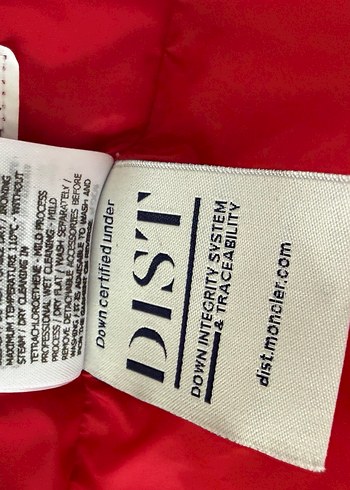 MAXIMUM TEMPERATURE 110°C
STEAM / DRY CLEANING IN
TETRACHLOROETHENE - MILD PROCESS
PROFESSIONAL WET CLEANING - MILD
PROCESS / DRY FLAT / WASH SEPARATELY /
REMOVE DETACHABLE ACCESSORIES BEFORE
WASHING / IT IS ADVISABLE TO WASH AND
Down certified under
DIST
DOWN INTEGRITY SYSTEM
& TRACEABILITY
dist.moncler.com